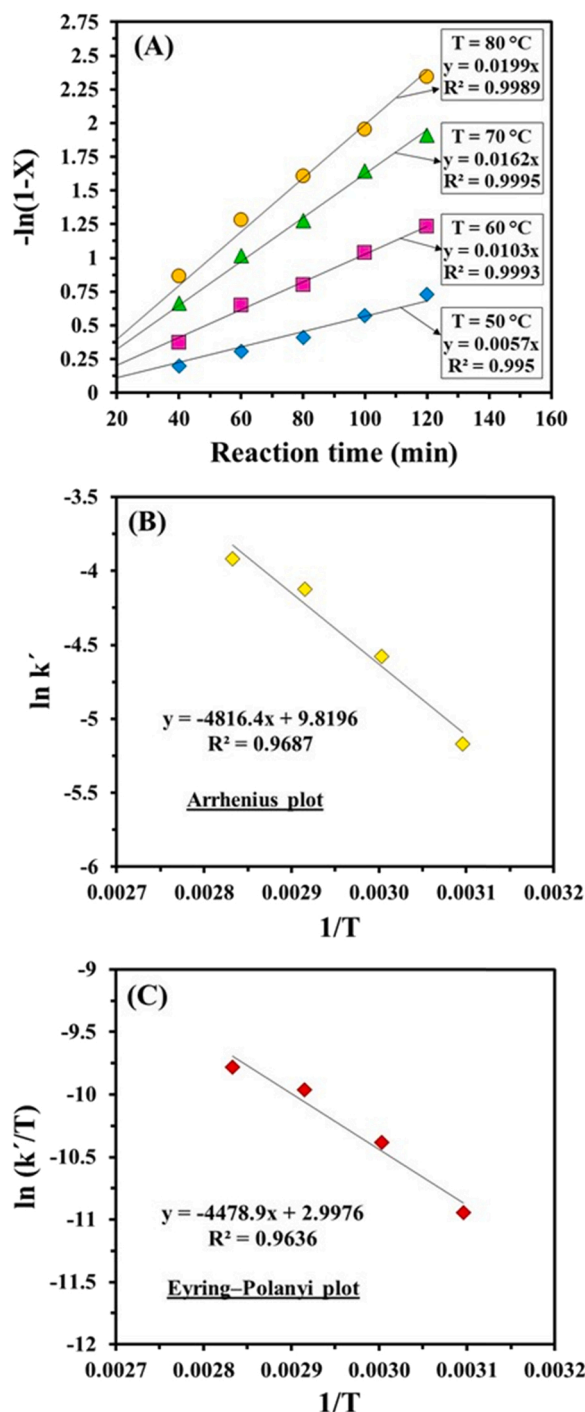 (A)
2.75
2.5
2.25
2
1.75
1.5
1.25
1
0.75
0.5
0.25
0
-ln(1-X)
T = 80 °C
y = 0.0199x
R² = 0.9989
T = 70 °C
y = 0.0162x
R² = 0.9995
T = 60 °C
y = 0.0103x
R² = 0.9993
T = 50 °C
y = 0.0057x
R² = 0.995
20 40 60 80 100 120 140 160
Reaction time (min)
(B)
-3.5
-4
-4.5
-5
-5.5
-6
ln k´
y = -4816.4x + 9.8196
R² = 0.9687
Arrhenius plot
0.0027 0.0028 0.0029 0.0030 0.0031 0.0032
1/T
(C)
-9
-9.5
-10
-10.5
-11
-11.5
-12
ln (k´/T)
y = -4478.9x + 2.9976
R² = 0.9636
Eyring–Polanyi plot
0.0027 0.0028 0.0029 0.0030 0.0031 0.0032
1/T